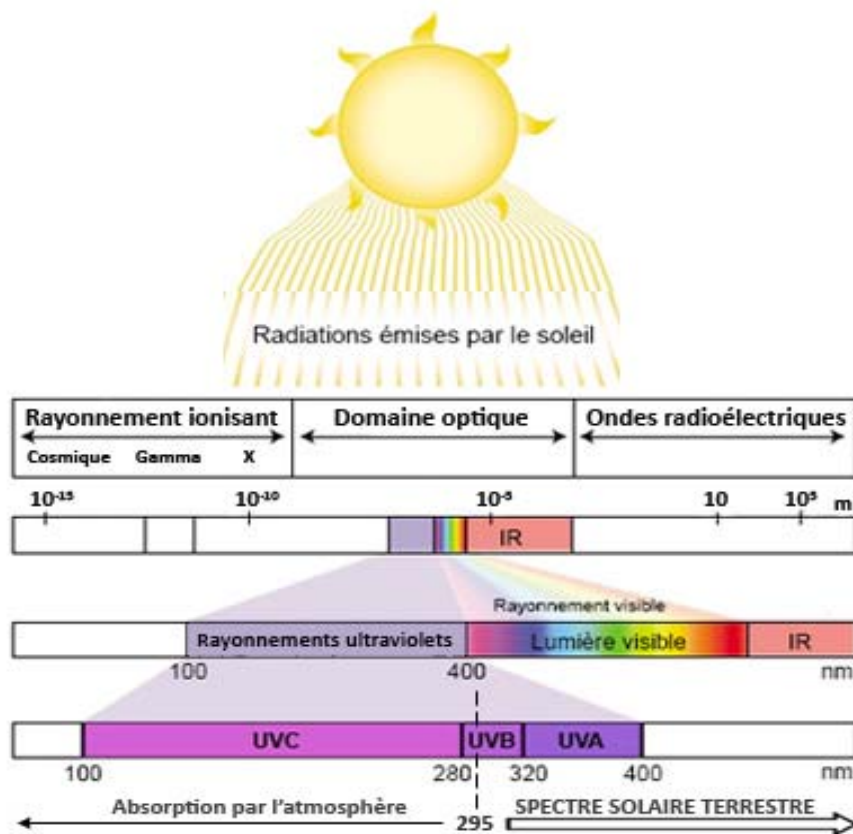 Radiations émises par le soleil
Rayonnement ionisant Domaine optique Ondes radioélectriques
Cosmique Gamma X
10⁻¹⁵ 10⁻¹⁰ 10⁻⁵ 10 10⁵ m
IR
Rayonnement visible
Rayonnements ultraviolets Lumière visible IR
100 400 nm
UVC UVB UVA
100 280 320 400 nm
Absorption par l'atmosphère 295 SPECTRE SOLAIRE TERRESTRE